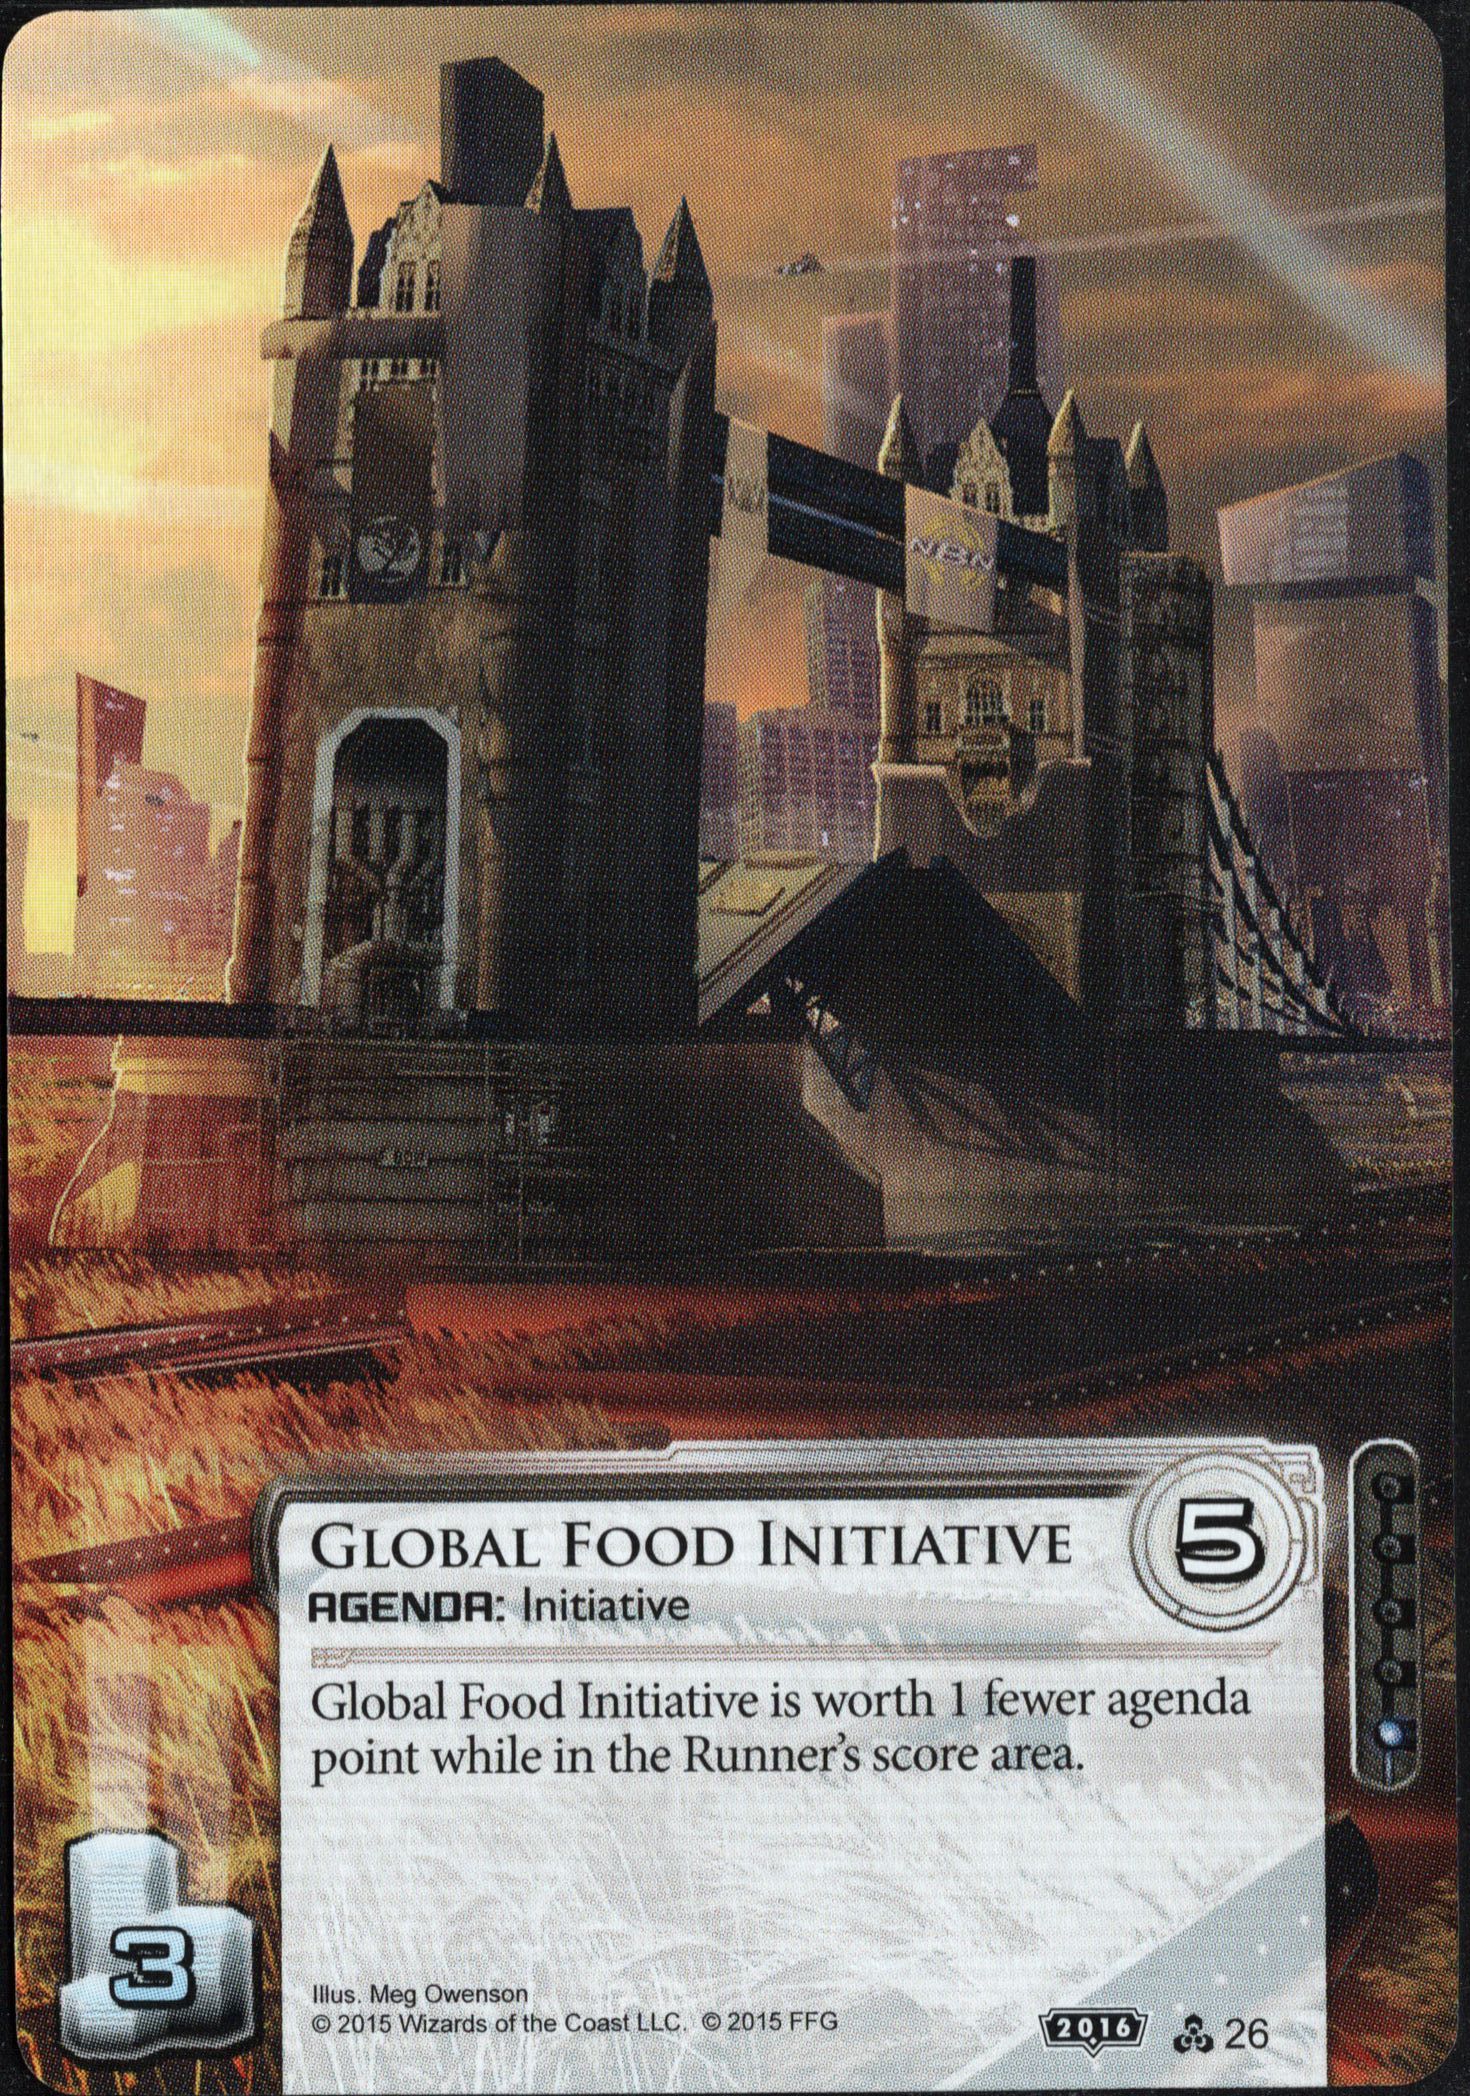 NBN
GLOBAL FOOD INITIATIVE
5
AGENDA: Initiative
Global Food Initiative is worth 1 fewer agenda
point while in the Runner's score area.
3
Illus. Meg Owenson
© 2015 Wizards of the Coast LLC. © 2015 FFG
2016
26